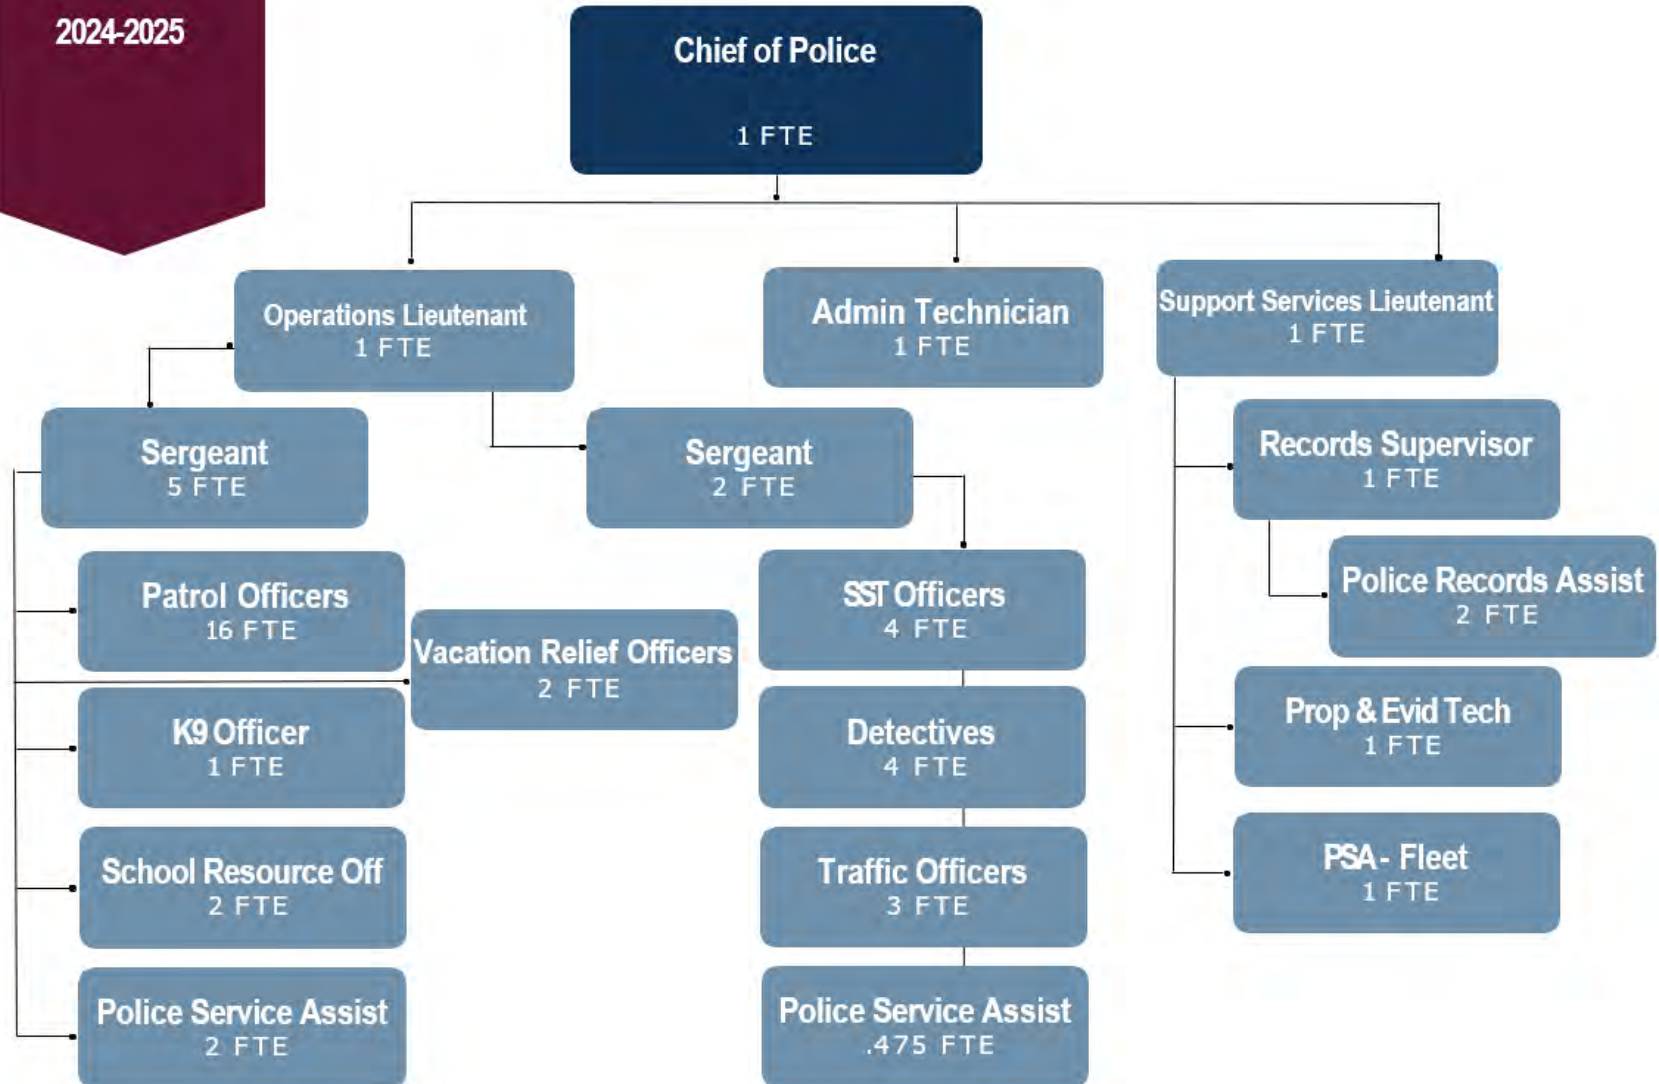 2024-2025
Chief of Police
1 FTE
Operations Lieutenant
1 FTE
Admin Technician
1 FTE
Support Services Lieutenant
1 FTE
Sergeant
5 FTE
Sergeant
2 FTE
Records Supervisor
1 FTE
Police Records Assist
2 FTE
Patrol Officers
16 FTE
Vacation Relief Officers
2 FTE
SST Officers
4 FTE
K9 Officer
1 FTE
Detectives
4 FTE
Prop & Evid Tech
1 FTE
School Resource Off
2 FTE
Traffic Officers
3 FTE
PSA - Fleet
1 FTE
Police Service Assist
2 FTE
Police Service Assist
.475 FTE